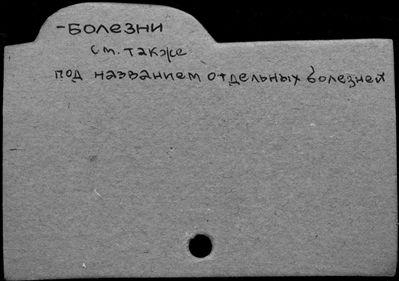 -Болезни
см. также
под названием отдельных болезней